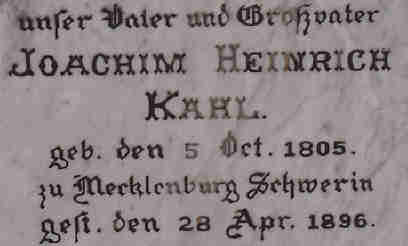 unser Vater und Großvater
JOACHIM HEINRICH
KAHL.
geb. den 5 Oct. 1805.
zu Mecklenburg Schwerin
gest. den 28 Apr. 1896.